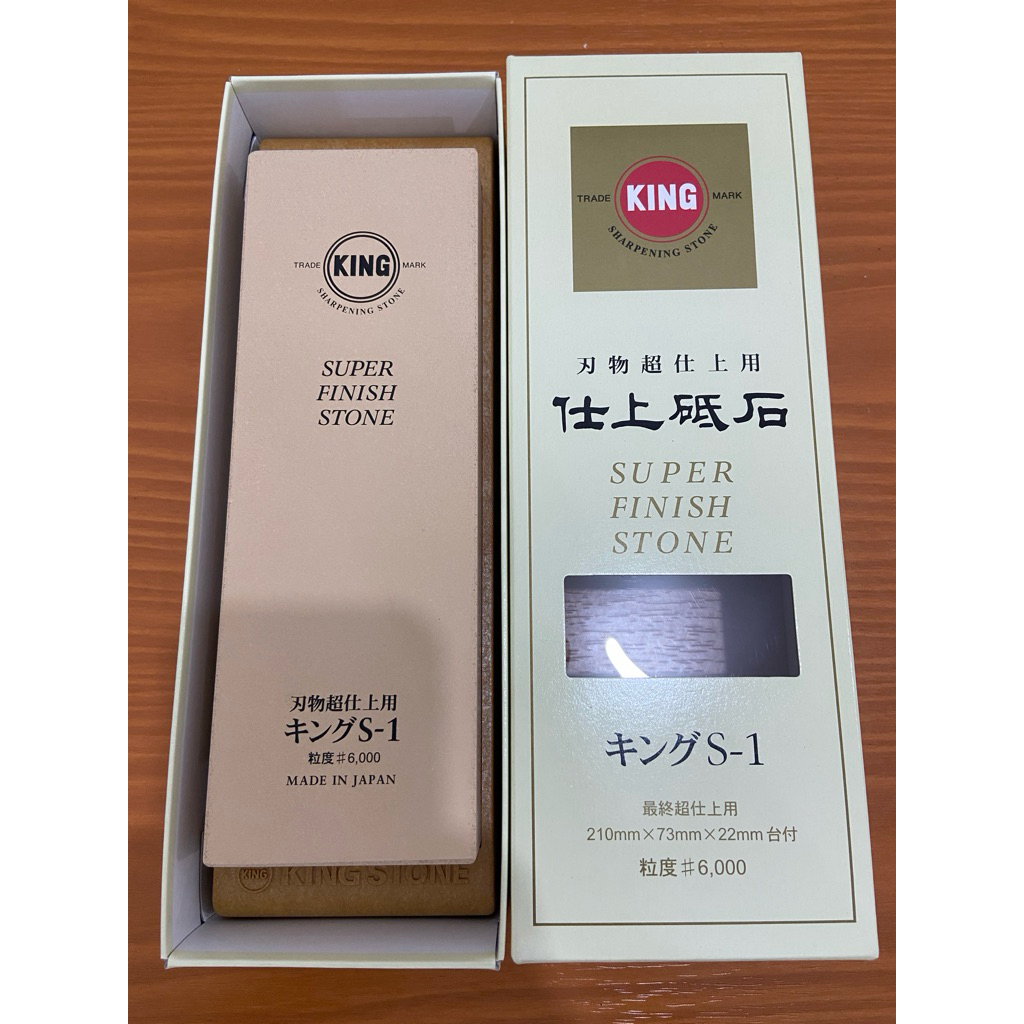 TRADE KING MARK
SHARPENING STONE
SUPER
FINISH
STONE
刃物超仕上用
キングS-1
粒度#6,000
MADE IN JAPAN
KING KING STONE
TRADE KING MARK
SHARPENING STONE
刃物超仕上用
仕上砥石
SUPER
FINISH
STONE
キングS-1
最終超仕上用
210mm×73mm×22mm 台付
粒度#6,000